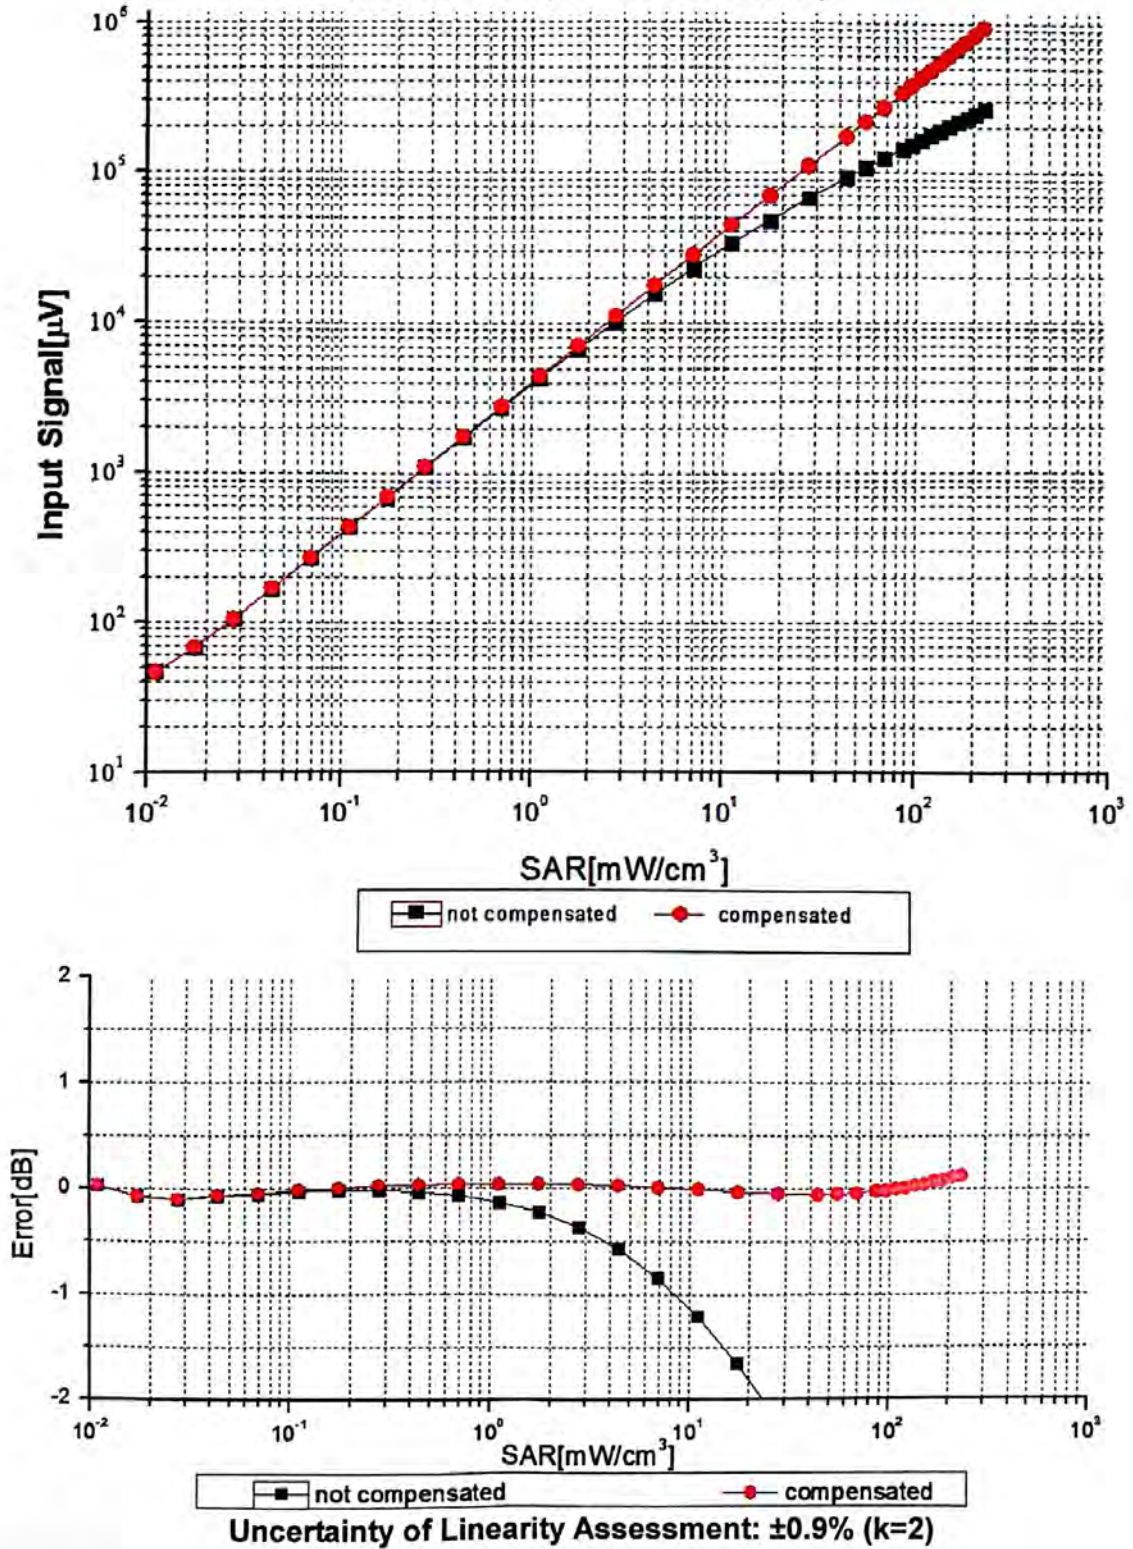 10⁶
10⁵
10⁴
10³
10²
10¹
Input Signal[µV]
10⁻² 10⁻¹ 10⁰ 10¹ 10² 10³
SAR[mW/cm³]
not compensated compensated
2
1
0
-1
-2
Error[dB]
10⁻² 10⁻¹ 10⁰ 10¹ 10² 10³
SAR[mW/cm³]
not compensated compensated
Uncertainty of Linearity Assessment: ±0.9% (k=2)